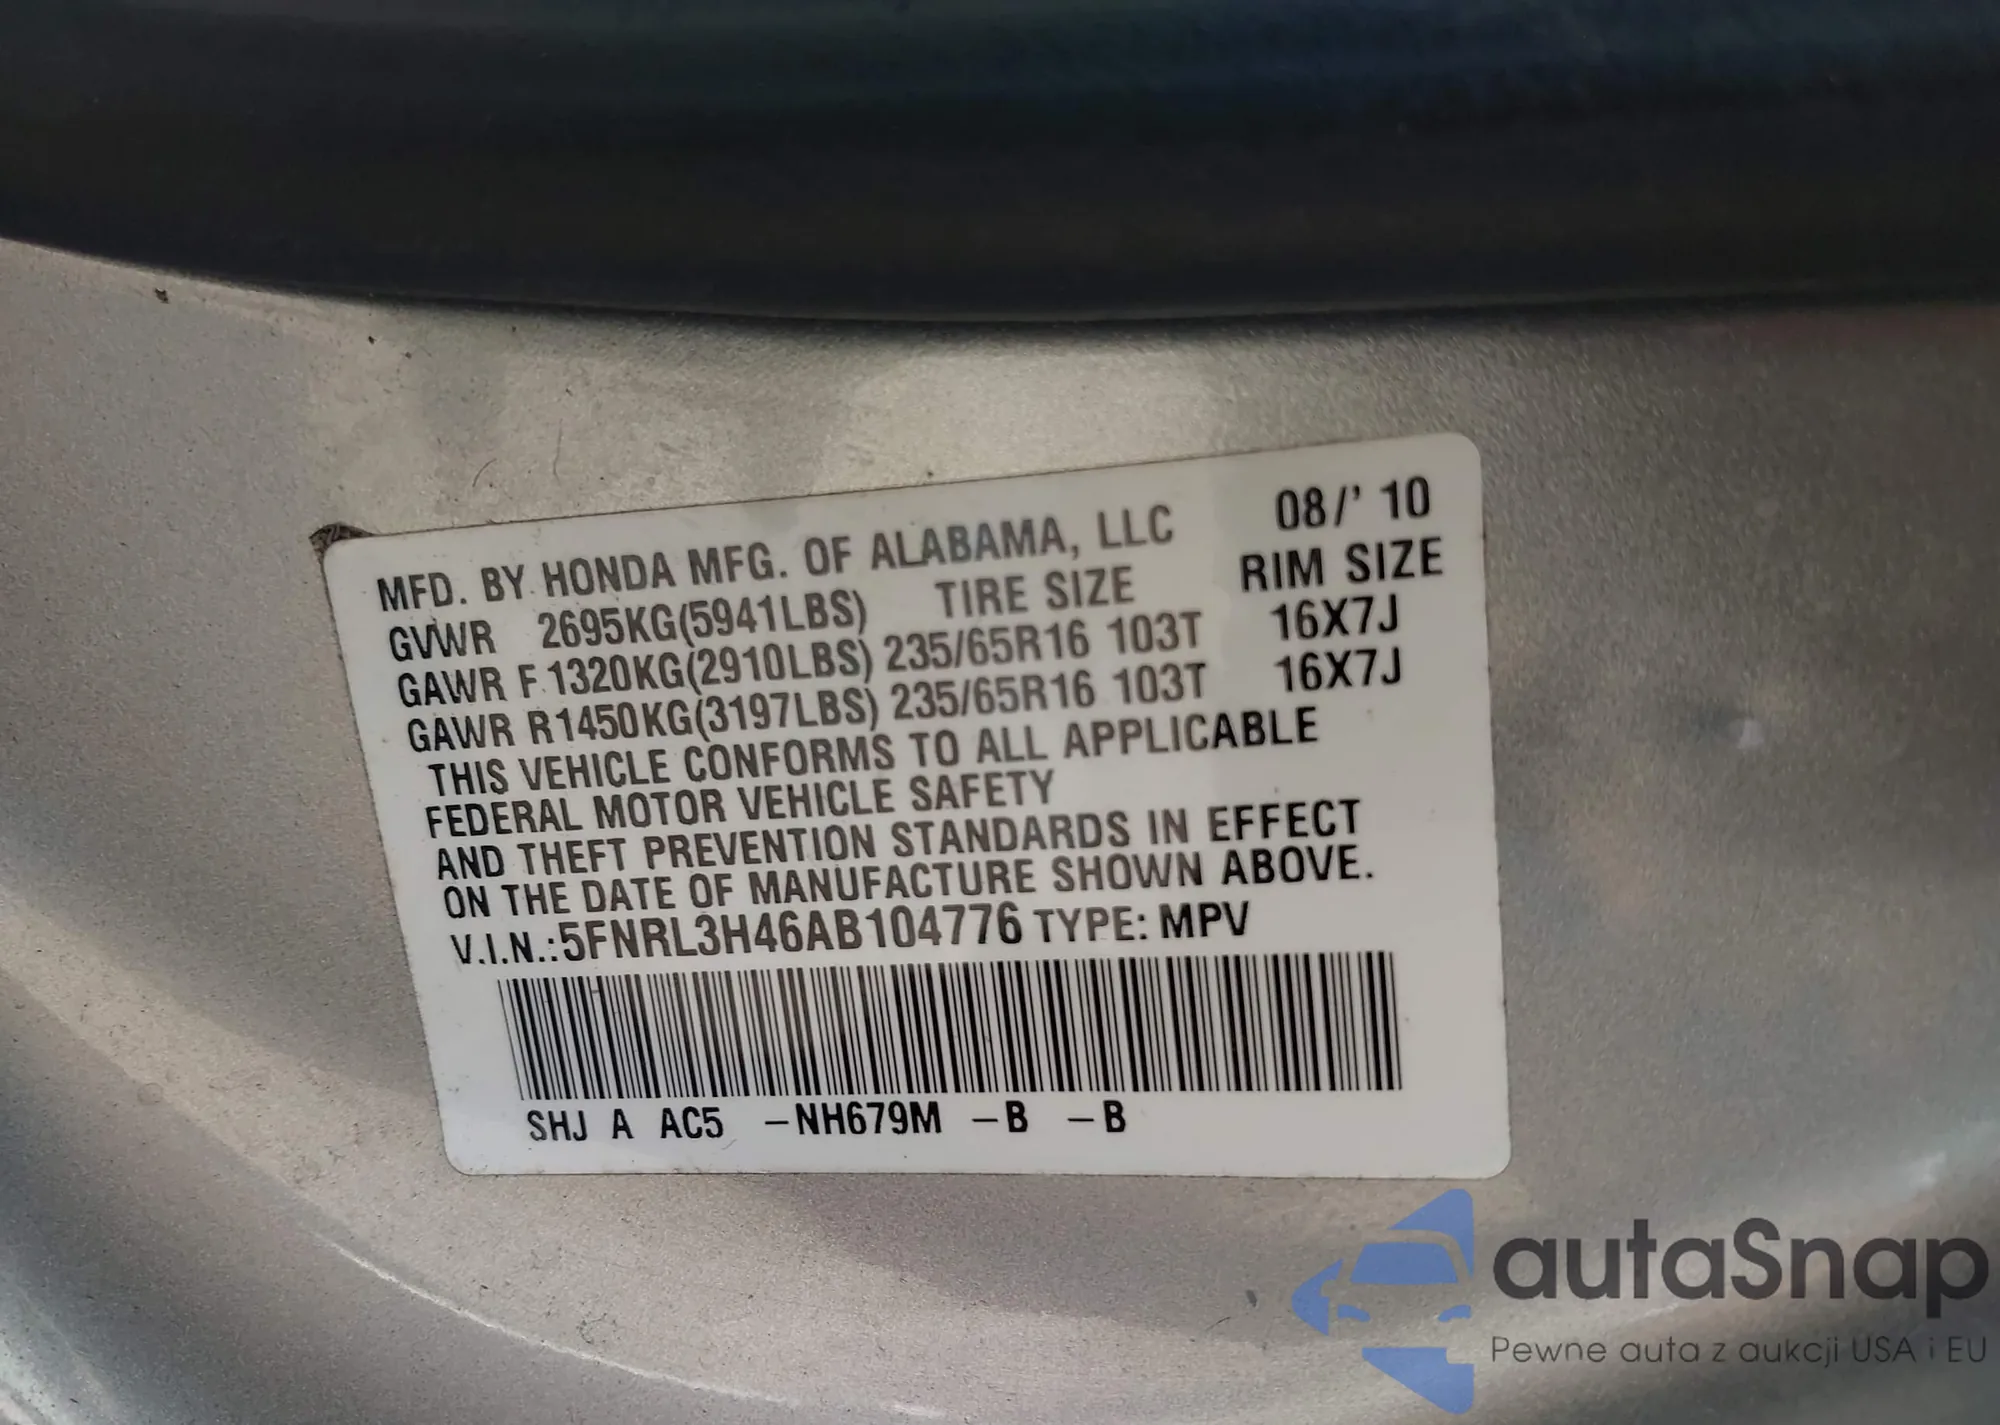 MFD. BY HONDA MFG. OF ALABAMA, LLC 08/' 10
GVWR 2695KG(5941LBS) TIRE SIZE RIM SIZE
GAWR F 1320KG(2910LBS) 235/65R16 103T 16X7J
GAWR R1450KG(3197LBS) 235/65R16 103T 16X7J
THIS VEHICLE CONFORMS TO ALL APPLICABLE
FEDERAL MOTOR VEHICLE SAFETY
AND THEFT PREVENTION STANDARDS IN EFFECT
ON THE DATE OF MANUFACTURE SHOWN ABOVE.
V.I.N.:5FNRL3H46AB104776 TYPE: MPV
SHJ A AC5 –NH679M –B –B
autaSnap
Pewne auta z aukcji USA i EU